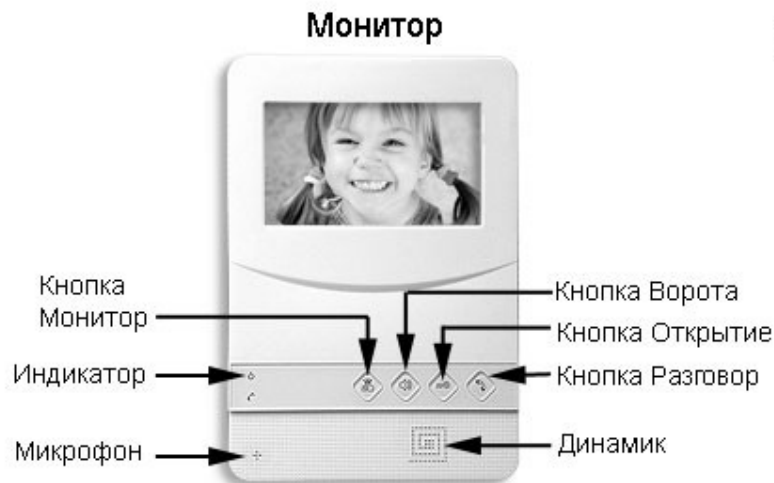 Монитор
Кнопка
Монитор
Кнопка Ворота
Кнопка Открытие
Индикатор
Кнопка Разговор
Микрофон
Динамик